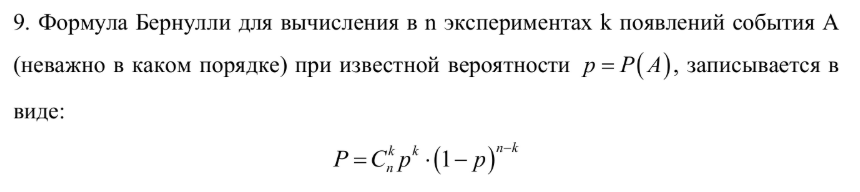 9. Формула Бернулли для вычисления в n экспериментах k появлений события А
(неважно в каком порядке) при известной вероятности p = P(A), записывается в
виде:
P = C_n^k p^k · (1 − p)^{n−k}